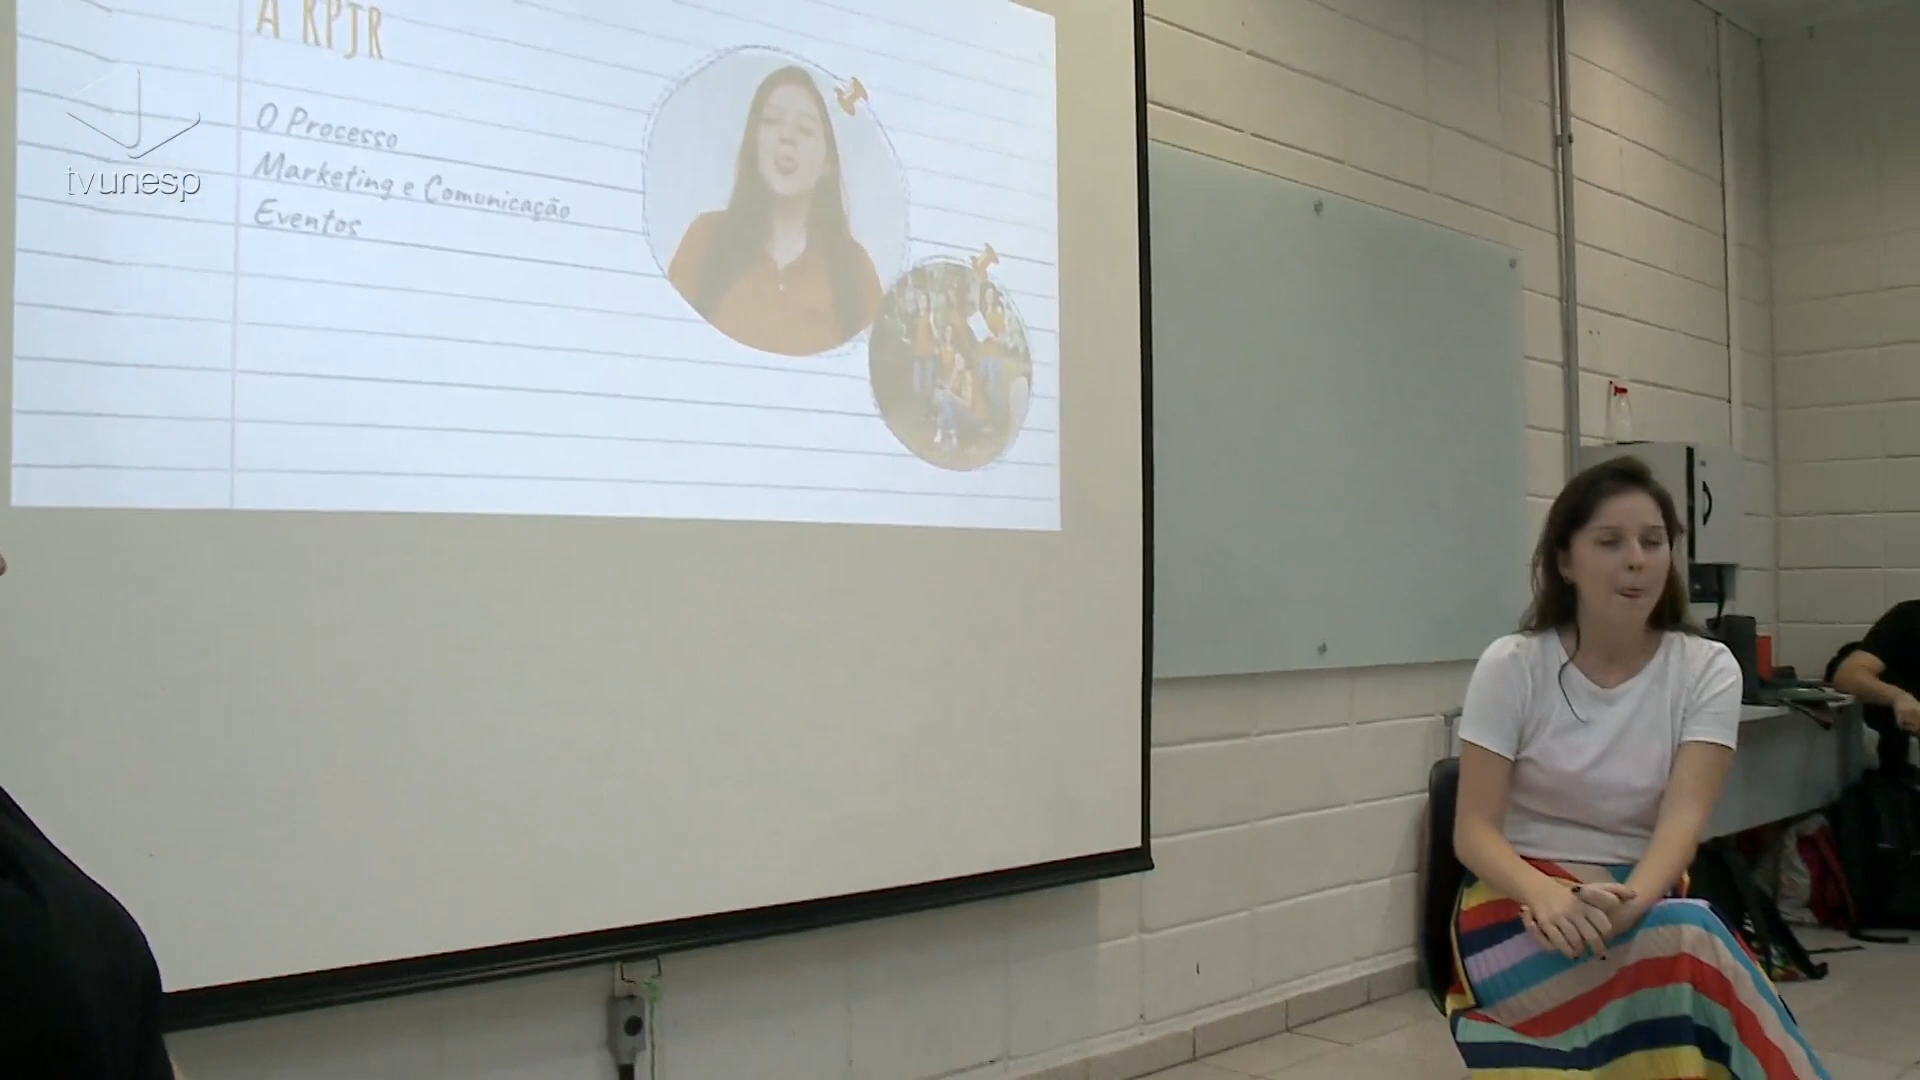 A RPJR
O Processo
Marketing e Comunicação
Eventos
tvunesp